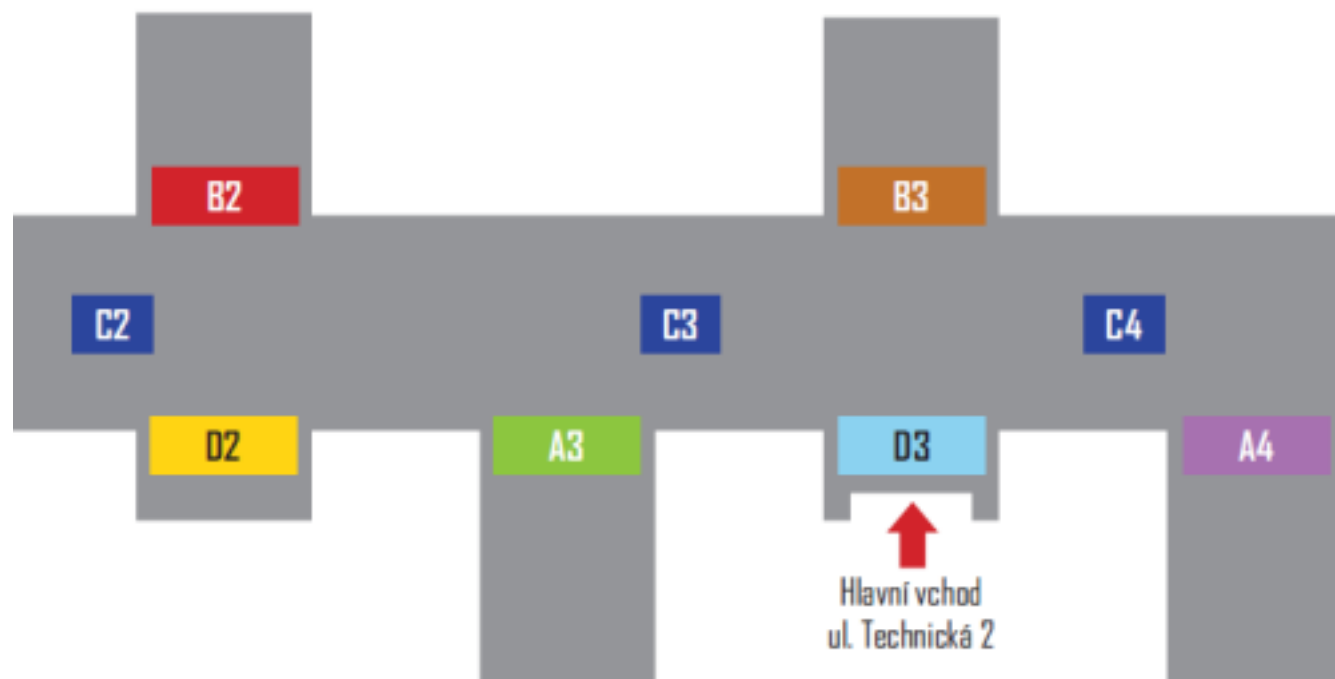 B2
B3
C2
C3
C4
D2
A3
D3
A4
Hlavní vchod
ul. Technická 2